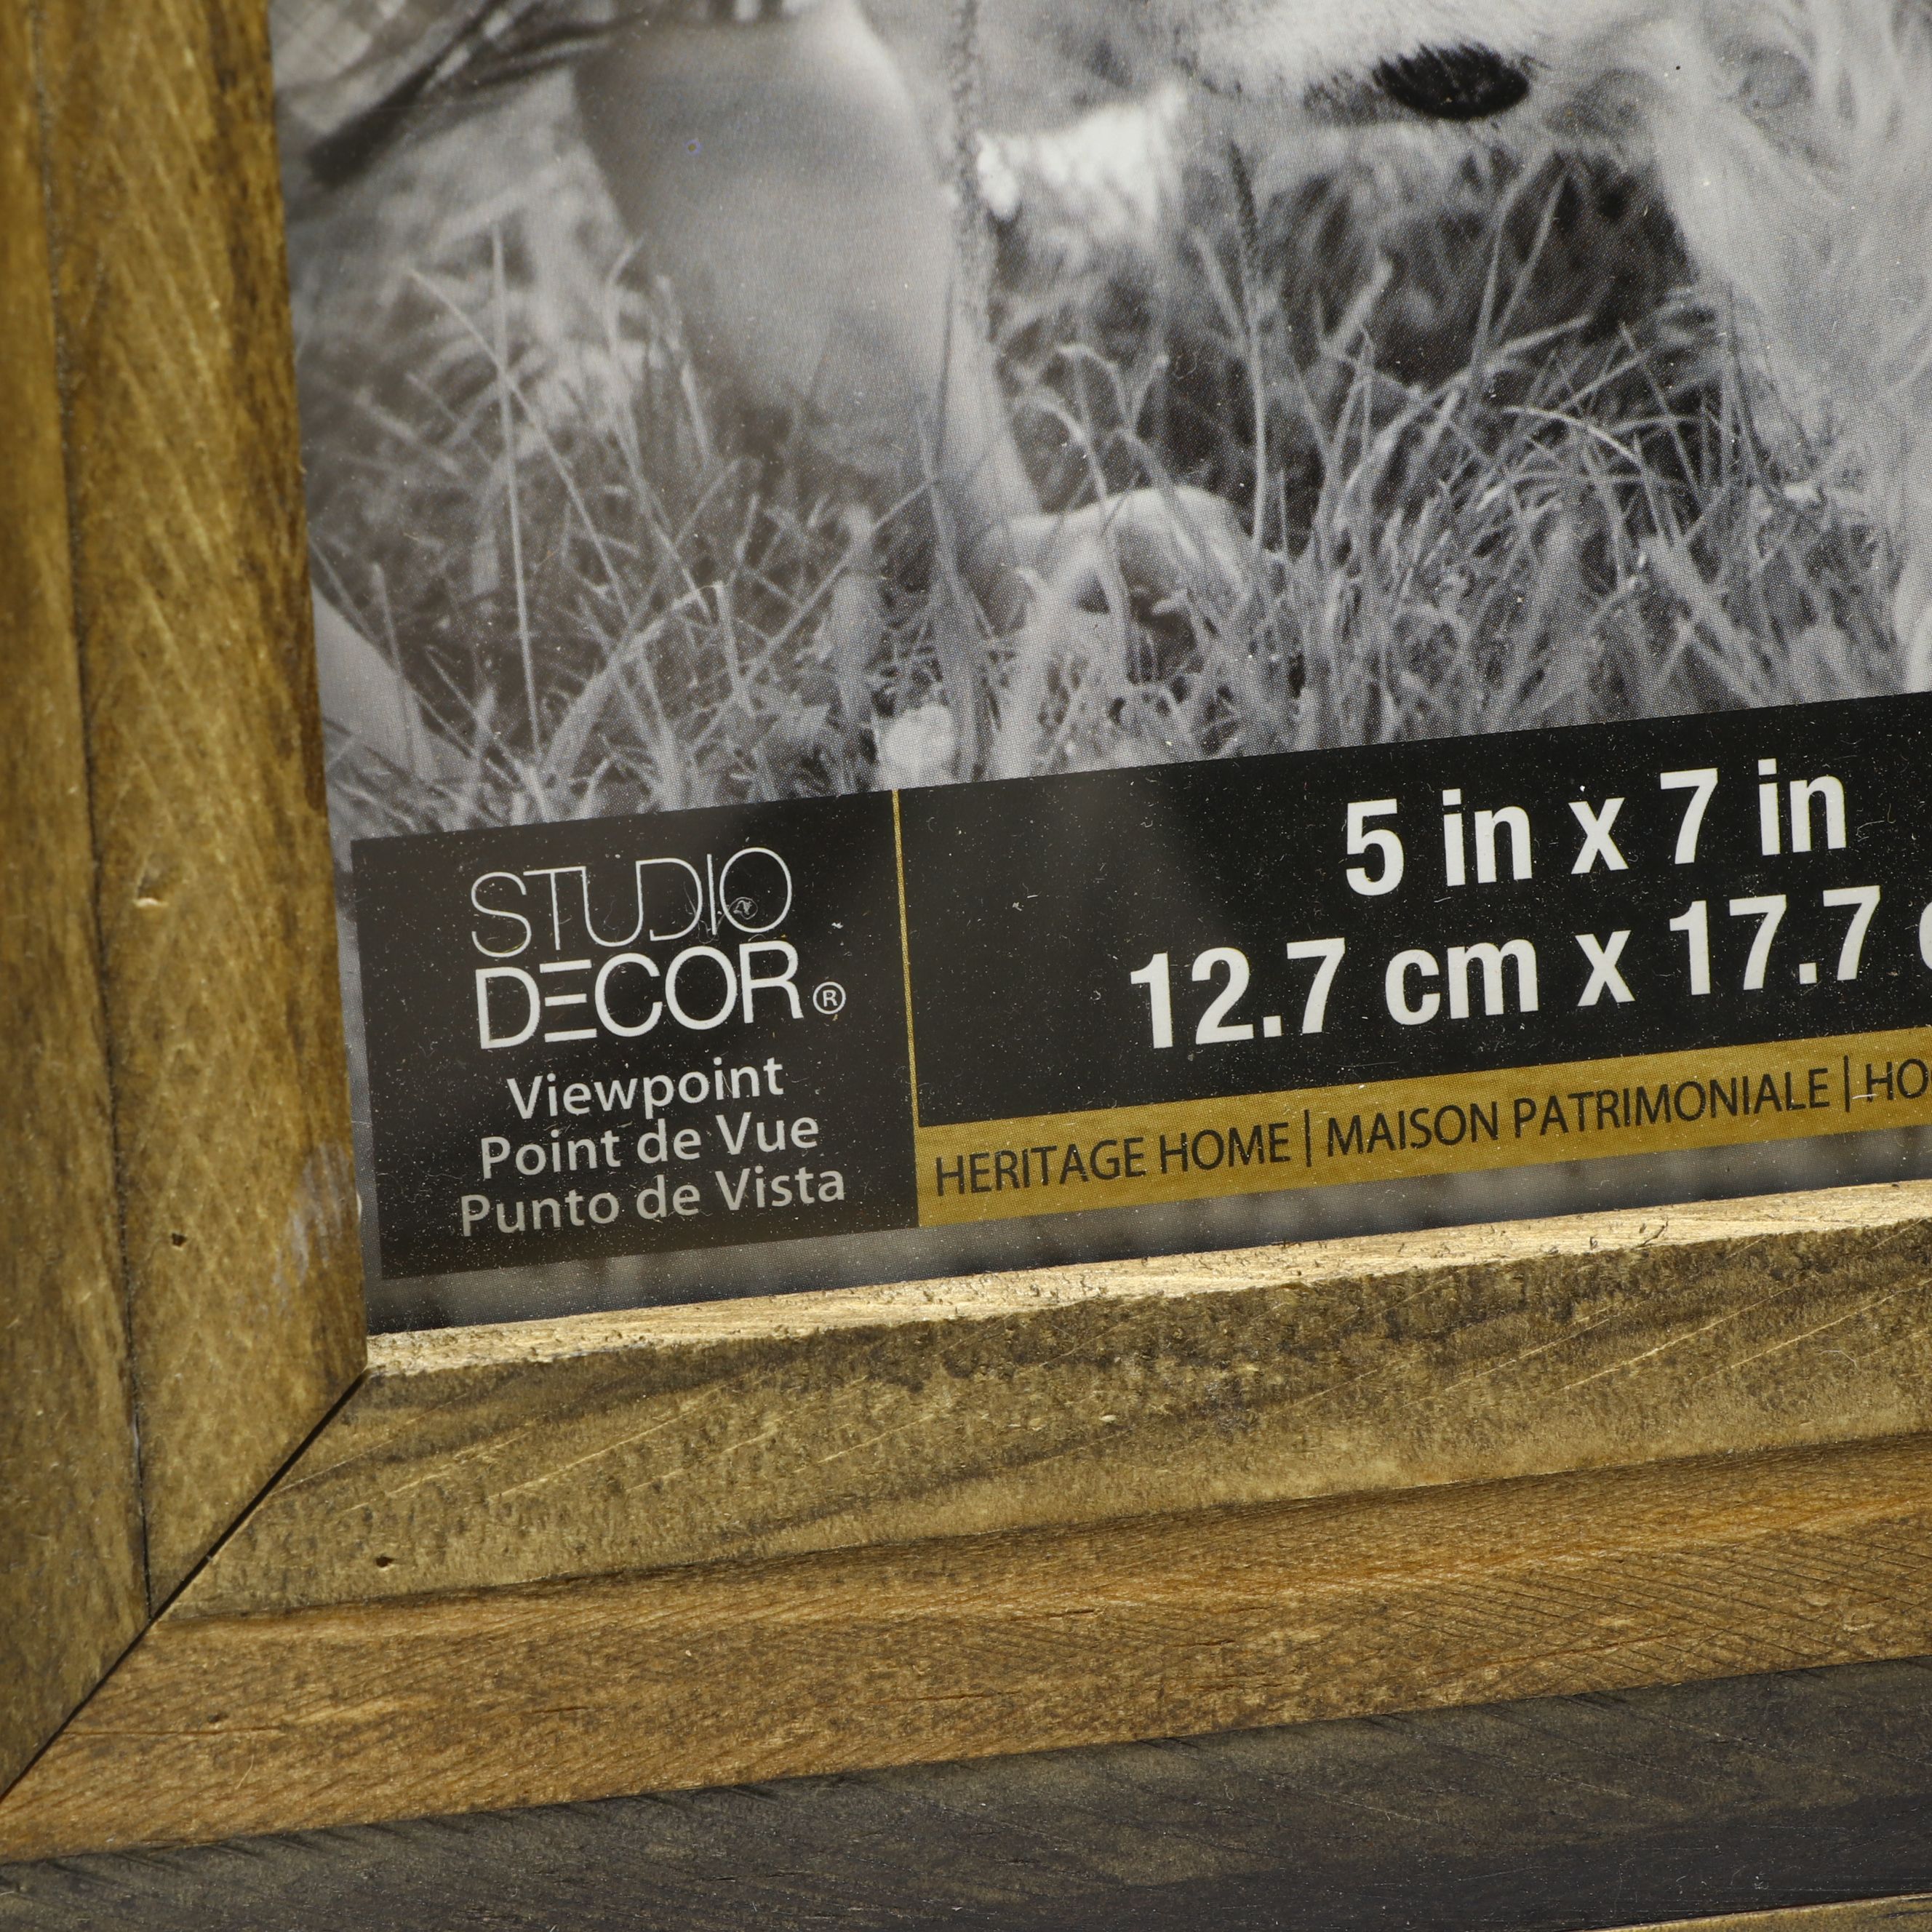 STUDIO
DECOR®
Viewpoint
Point de Vue
Punto de Vista
5 in x 7 in
12.7 cm x 17.7
HERITAGE HOME | MAISON PATRIMONIALE |